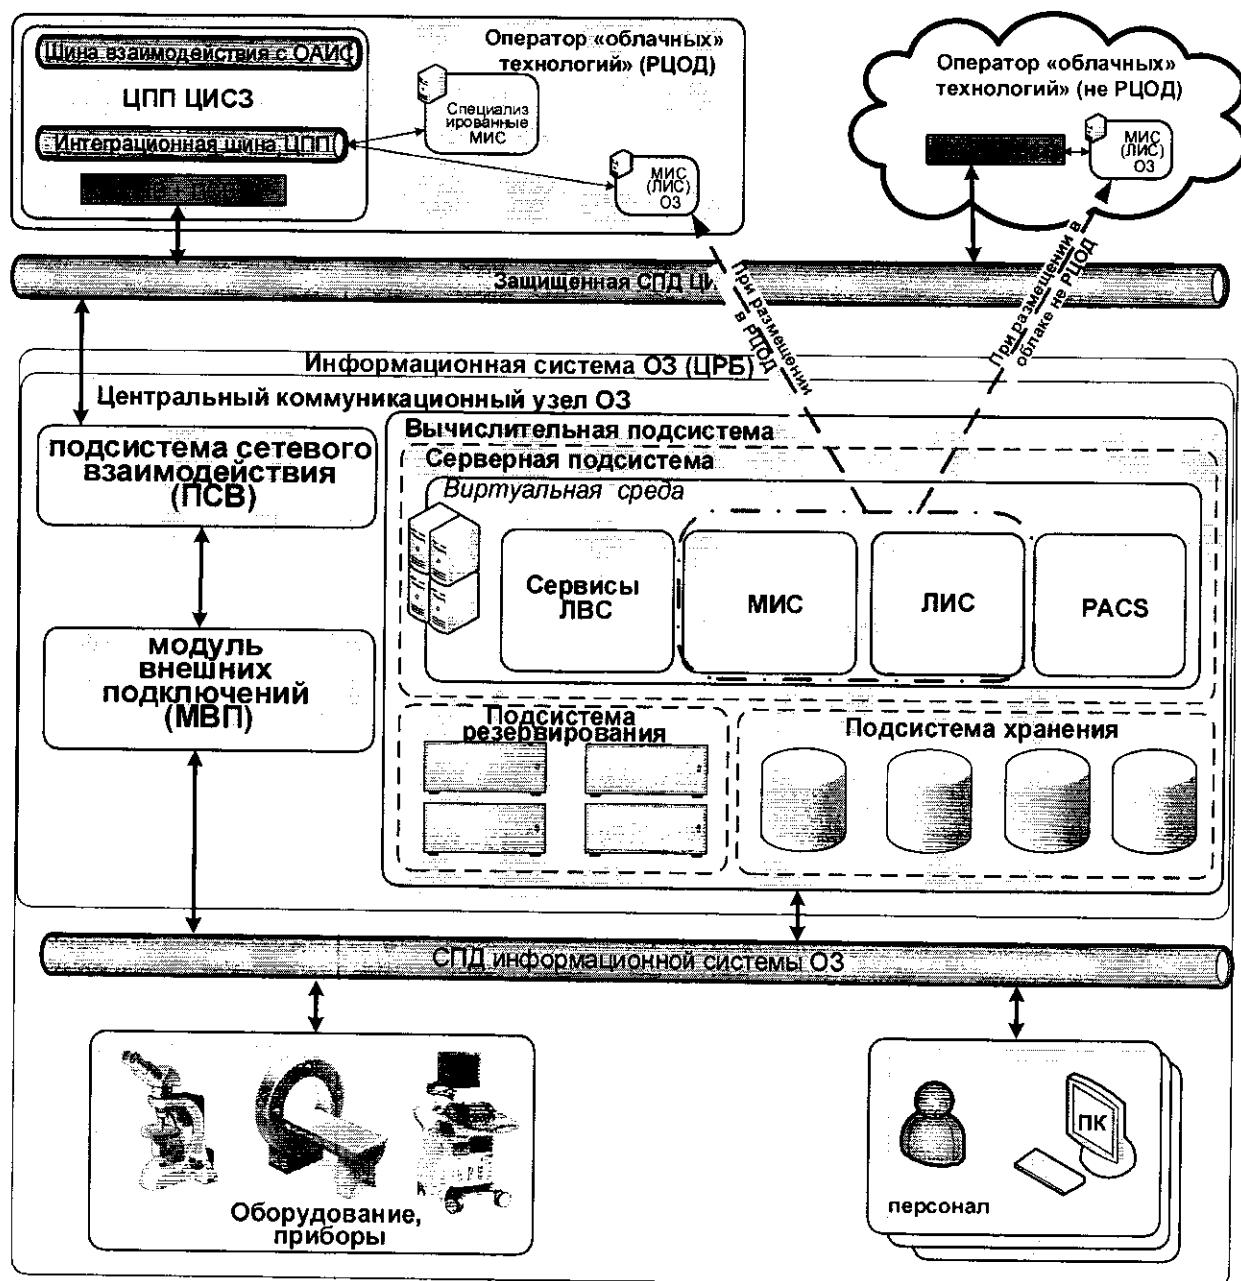 Шина взаимодействия с ОАИС
ЦПП ЦИСЗ
Интеграционная шина ЦПП
Оператор «облачных»
технологий» (РЦОД)
Специализ
ированные
МИС
МИС
(ЛИС)
ОЗ
Оператор «облачных»
технологий» (не РЦОД)
МИС
(ЛИС)
ОЗ
Защищенная СПД ЦИ
При размещении
в РЦОД
При размещении в
облаке не РЦОД
Информационная система ОЗ (ЦРБ)
Центральный коммуникационный узел ОЗ
подсистема сетевого
взаимодействия
(ПСВ)
модуль
внешних
подключений
(МВП)
Вычислительная подсистема
Серверная подсистема
Виртуальная среда
Сервисы
ЛВС
МИС
ЛИС
PACS
Подсистема
резервирования
Подсистема хранения
СПД информационной системы ОЗ
Оборудование,
приборы
ПК
персонал